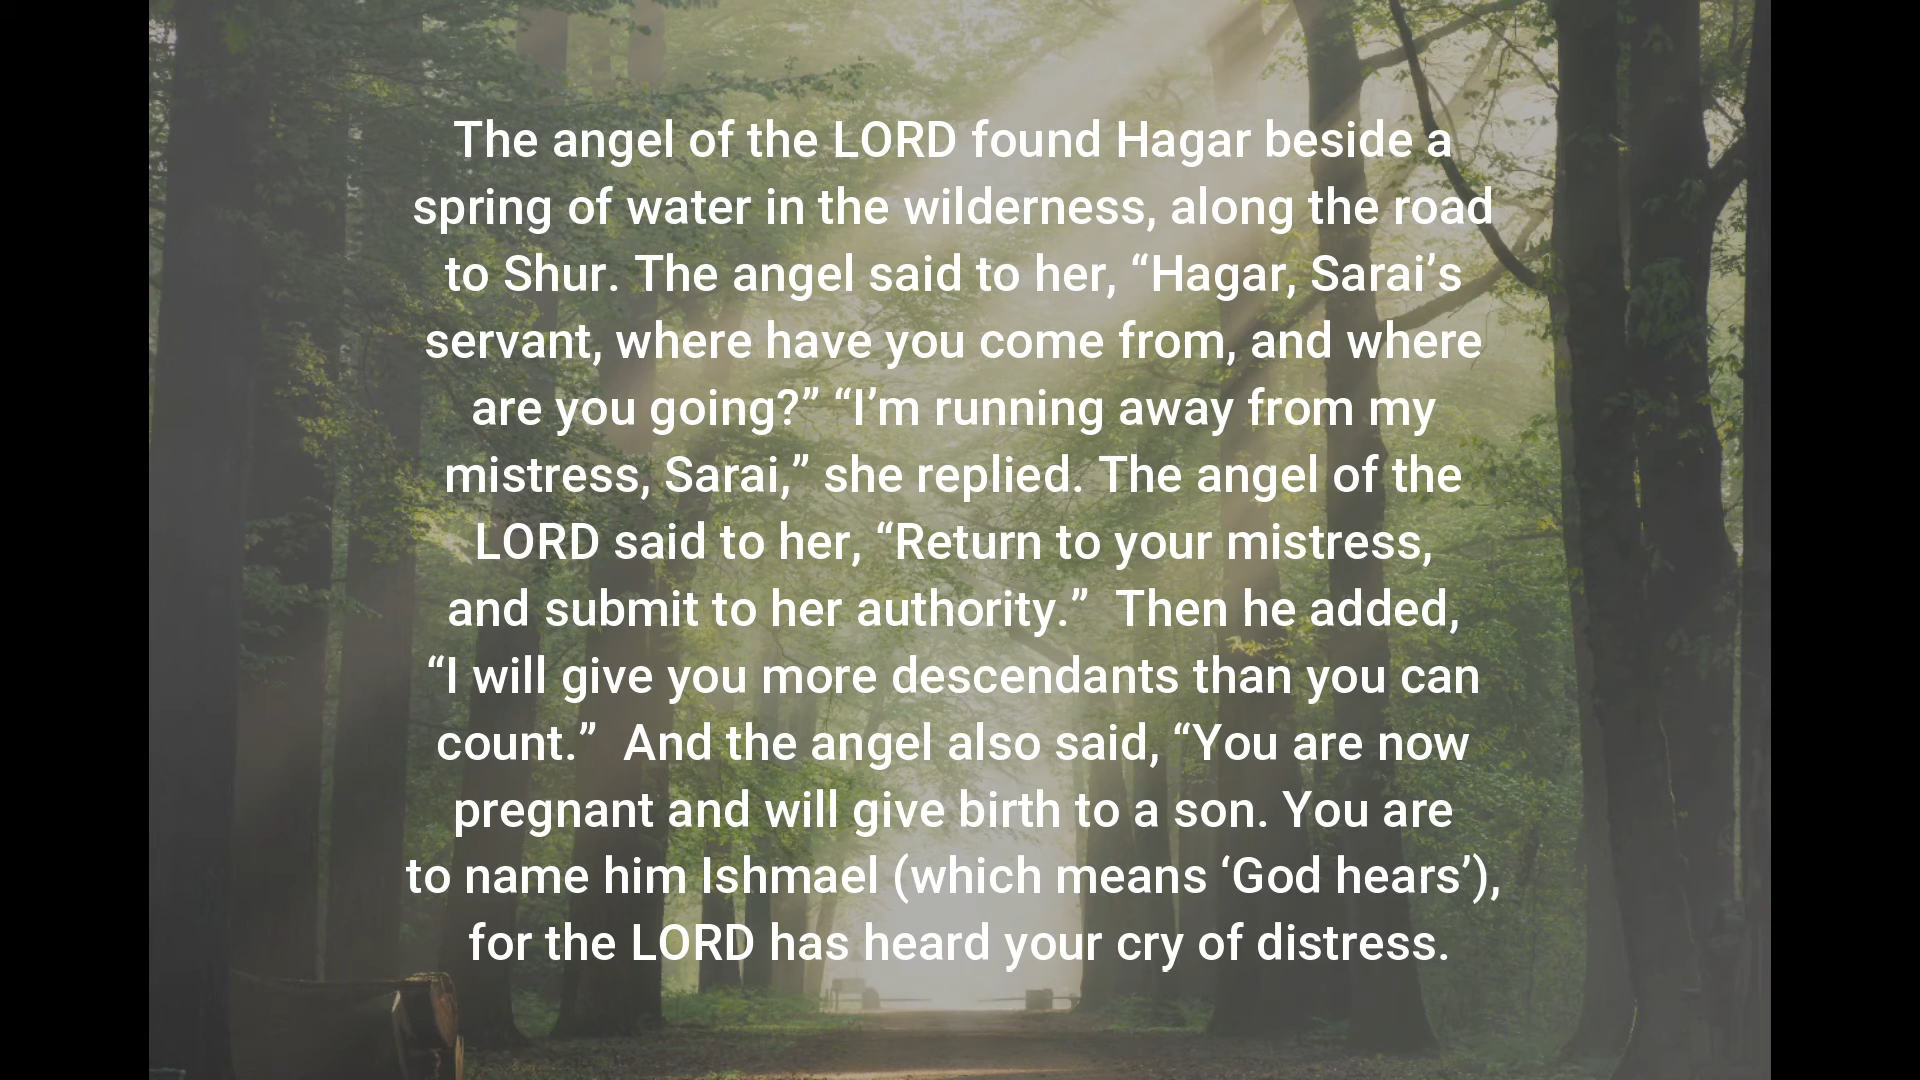 The angel of the LORD found Hagar beside a
spring of water in the wilderness, along the road
to Shur. The angel said to her, “Hagar, Sarai’s
servant, where have you come from, and where
are you going?” “I’m running away from my
mistress, Sarai,” she replied. The angel of the
LORD said to her, “Return to your mistress,
and submit to her authority.”  Then he added,
“I will give you more descendants than you can
count.”  And the angel also said, “You are now
pregnant and will give birth to a son. You are
to name him Ishmael (which means ‘God hears’),
for the LORD has heard your cry of distress.